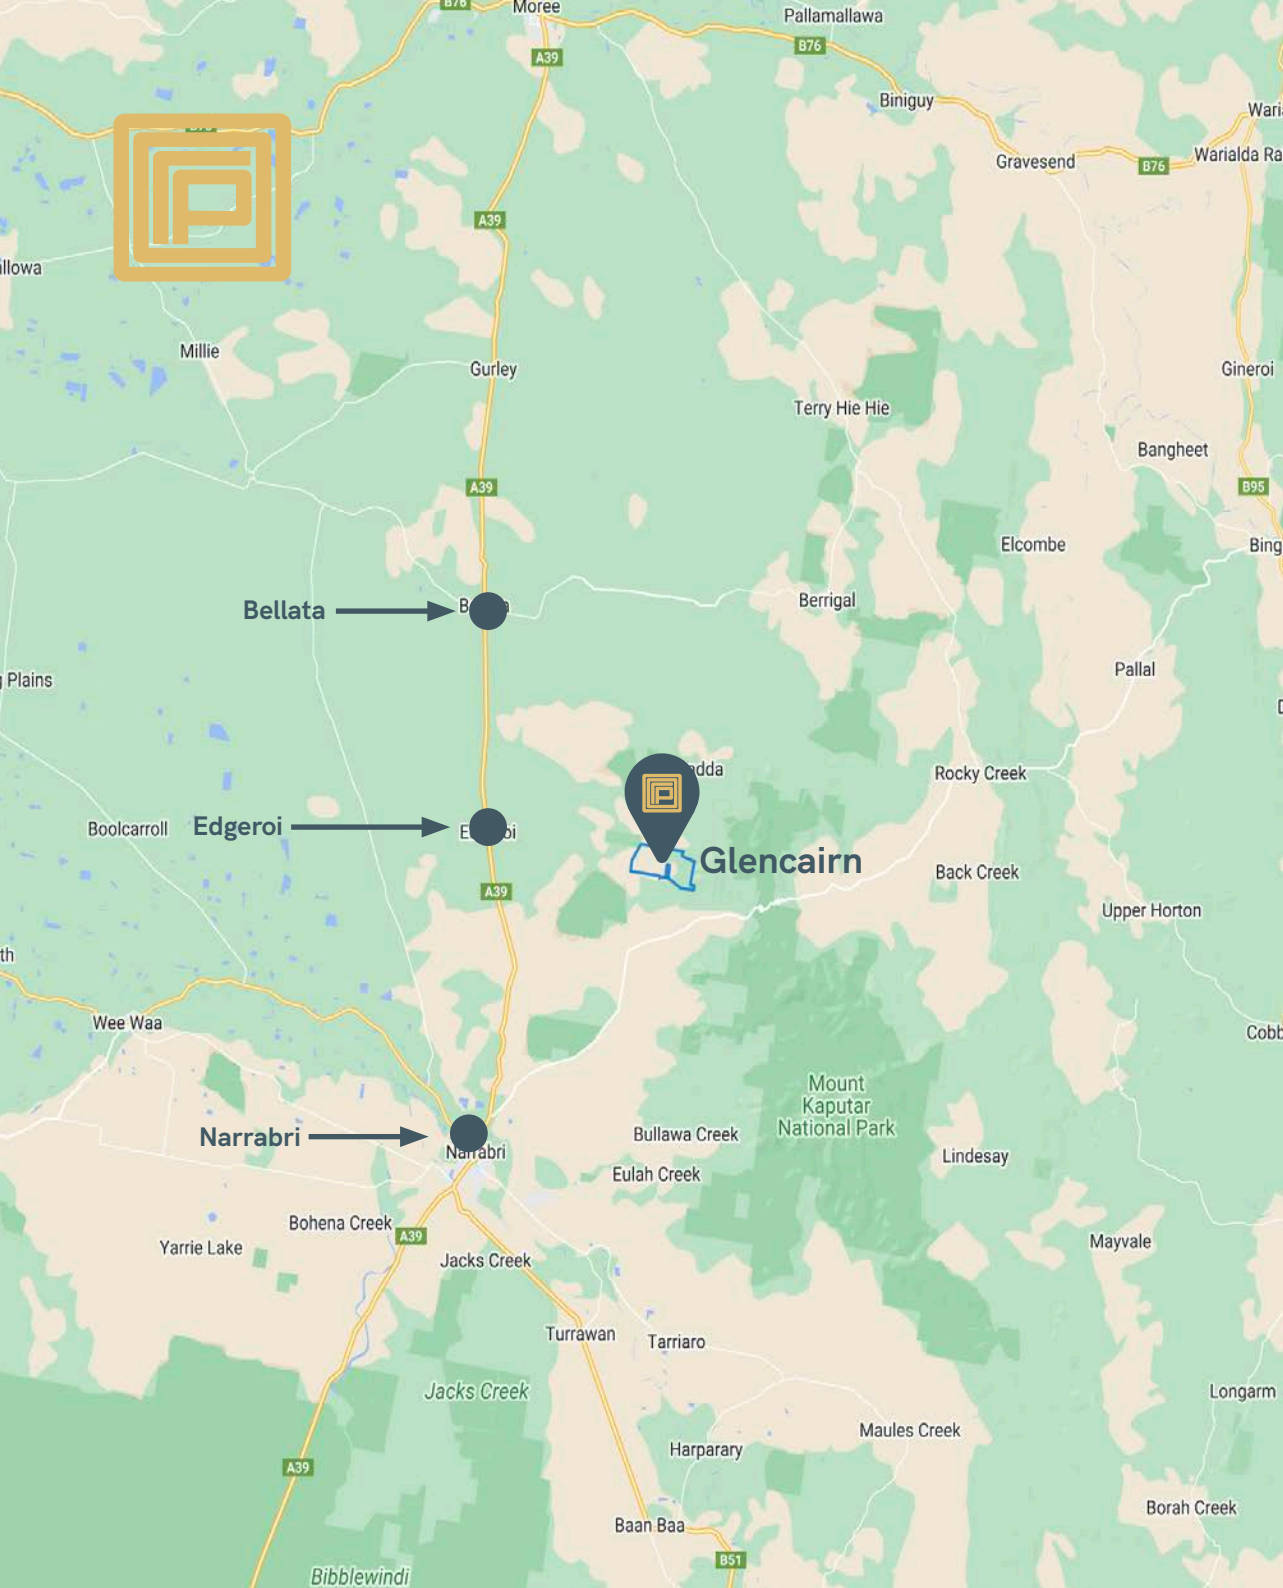 B76
Moree
Pallamallawa
B76
A39
Biniguy
Gravesend
B76
Warialda Ra
A39
Millie
Gurley
Gineroi
Terry Hie Hie
Bangheet
A39
B95
Elcombe
Bellata
Berrigal
Pallal
Plains
Rocky Creek
Boolcarroll
Edgeroi
Glencairn
Back Creek
A39
Upper Horton
Wee Waa
Mount
Kaputar
National Park
Narrabri
Bullawa Creek
Narrabri
Lindesay
Eulah Creek
Bohena Creek
A39
Yarrie Lake
Mayvale
Jacks Creek
Turrawan
Tarriaro
Jacks Creek
Longarm
Maules Creek
Harparary
A39
Borah Creek
Baan Baa
B51
Bibblewindi